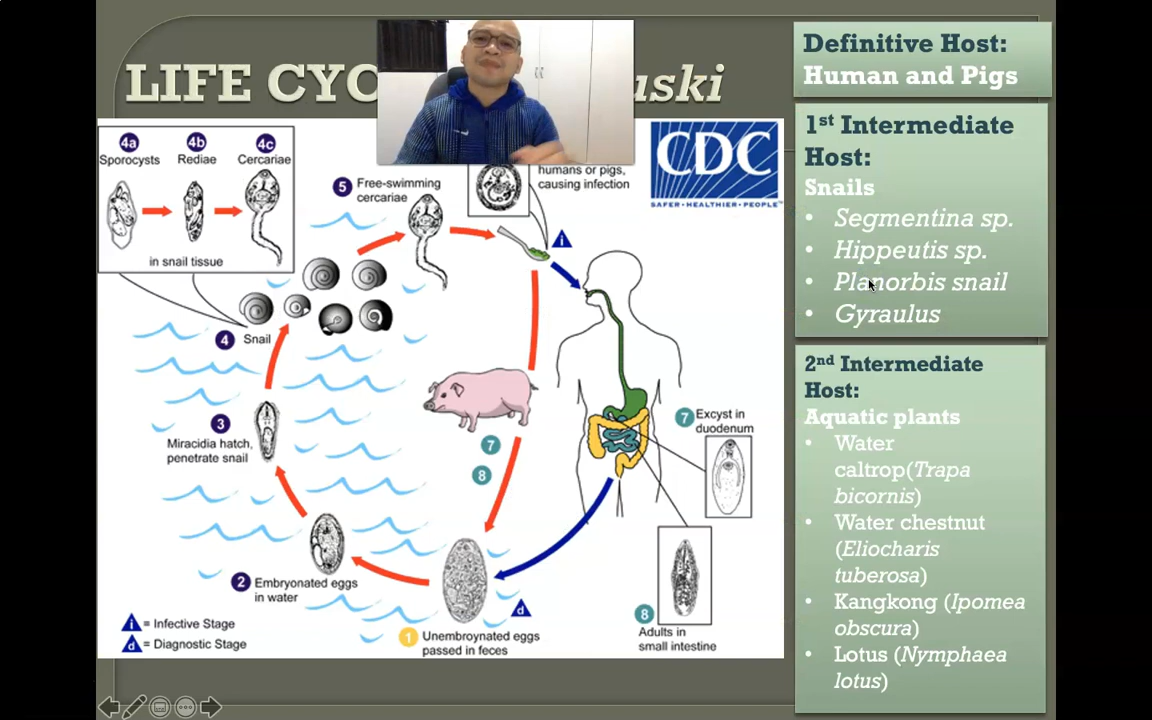 LIFE CYC
uski
4a
4b
4c
Sporocysts
Rediae
Cercariae
in snail tissue
5
Free-swimming
cercariae
humans or pigs,
causing infection
CDC
SAFER • HEALTHIER • PEOPLE™
i
4
Snail
3
Miracidia hatch,
penetrate snail
7
8
7
Excyst in
duodenum
2
Embryonated eggs
in water
d
8
Adults in
small intestine
i = Infective Stage
d = Diagnostic Stage
1
Unembroynated eggs
passed in feces
Definitive Host:
Human and Pigs
1st Intermediate
Host:
Snails
• Segmentina sp.
• Hippeutis sp.
• Planorbis snail
• Gyraulus
2nd Intermediate
Host:
Aquatic plants
• Water
caltrop(Trapa
bicornis)
• Water chestnut
(Eliocharis
tuberosa)
• Kangkong (Ipomea
obscura)
• Lotus (Nymphaea
lotus)